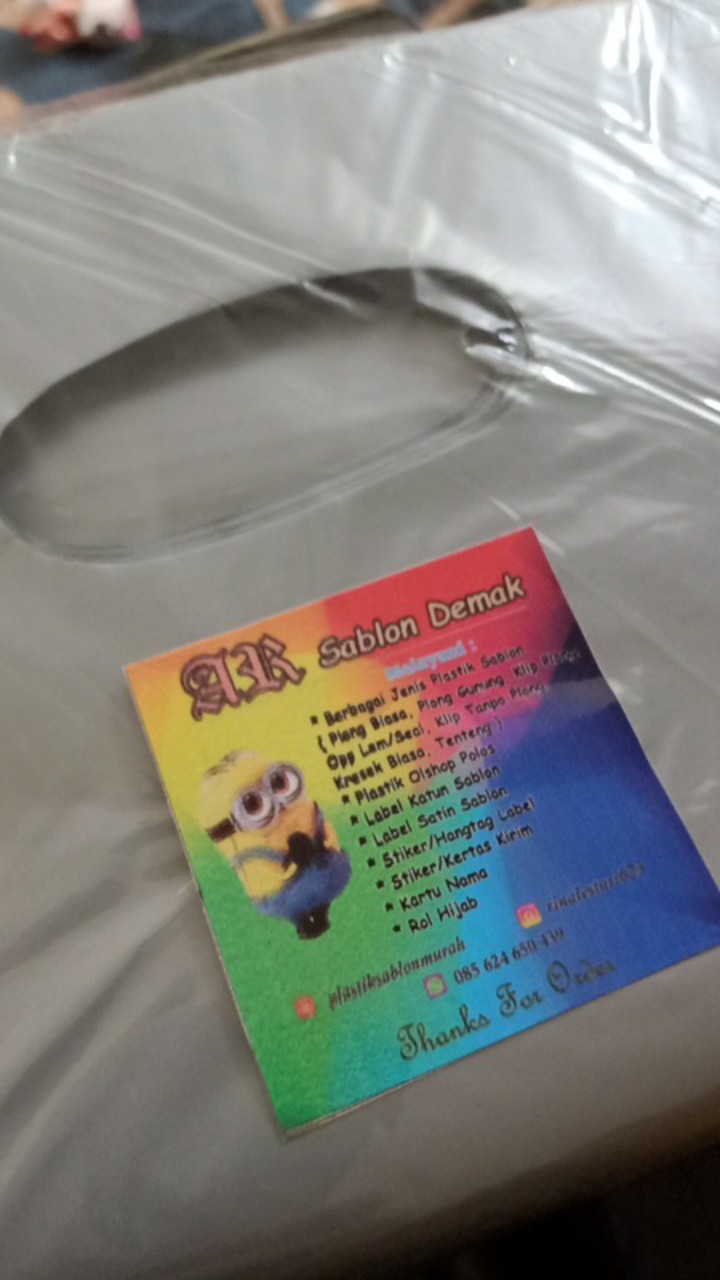 AR Sablon Demak
Melayani :
* Berbagai Jenis Plastik Sablon
( Plong Biasa, Plong Gunung, Klip Plong
Opp Lem/Seal, Klip Tanpa Plong
Kresek Biasa, Tenteng )
* Plastik Olshop Polos
* Label Katun Sablon
* Label Satin Sablon
* Stiker/Hangtag Label
* Stiker/Kertas Kirim
* Kartu Nama
* Rol Hijab
plastiksablonmurah
085 624 650 439
Thanks For Order